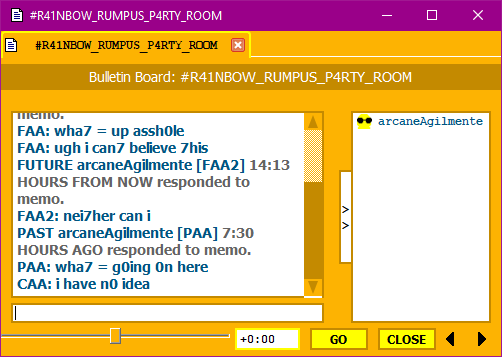 #R41NBOW_RUMPUS_P4RTY_ROOM
#R41NBOW_RUMPUS_P4RTY_ROOM
Bulletin Board: #R41NBOW_RUMPUS_P4RTY_ROOM
memo.
FAA: wha7 = up assh0le
FAA: ugh i can7 believe 7his
FUTURE arcaneAgilmente [FAA2] 14:13
HOURS FROM NOW responded to
memo.
FAA2: nei7her can i
PAST arcaneAgilmente [PAA] 7:30
HOURS AGO responded to memo.
PAA: wha7 = g0ing 0n here
CAA: i have n0 idea
arcaneAgilmente
>
>
+0:00
GO
CLOSE